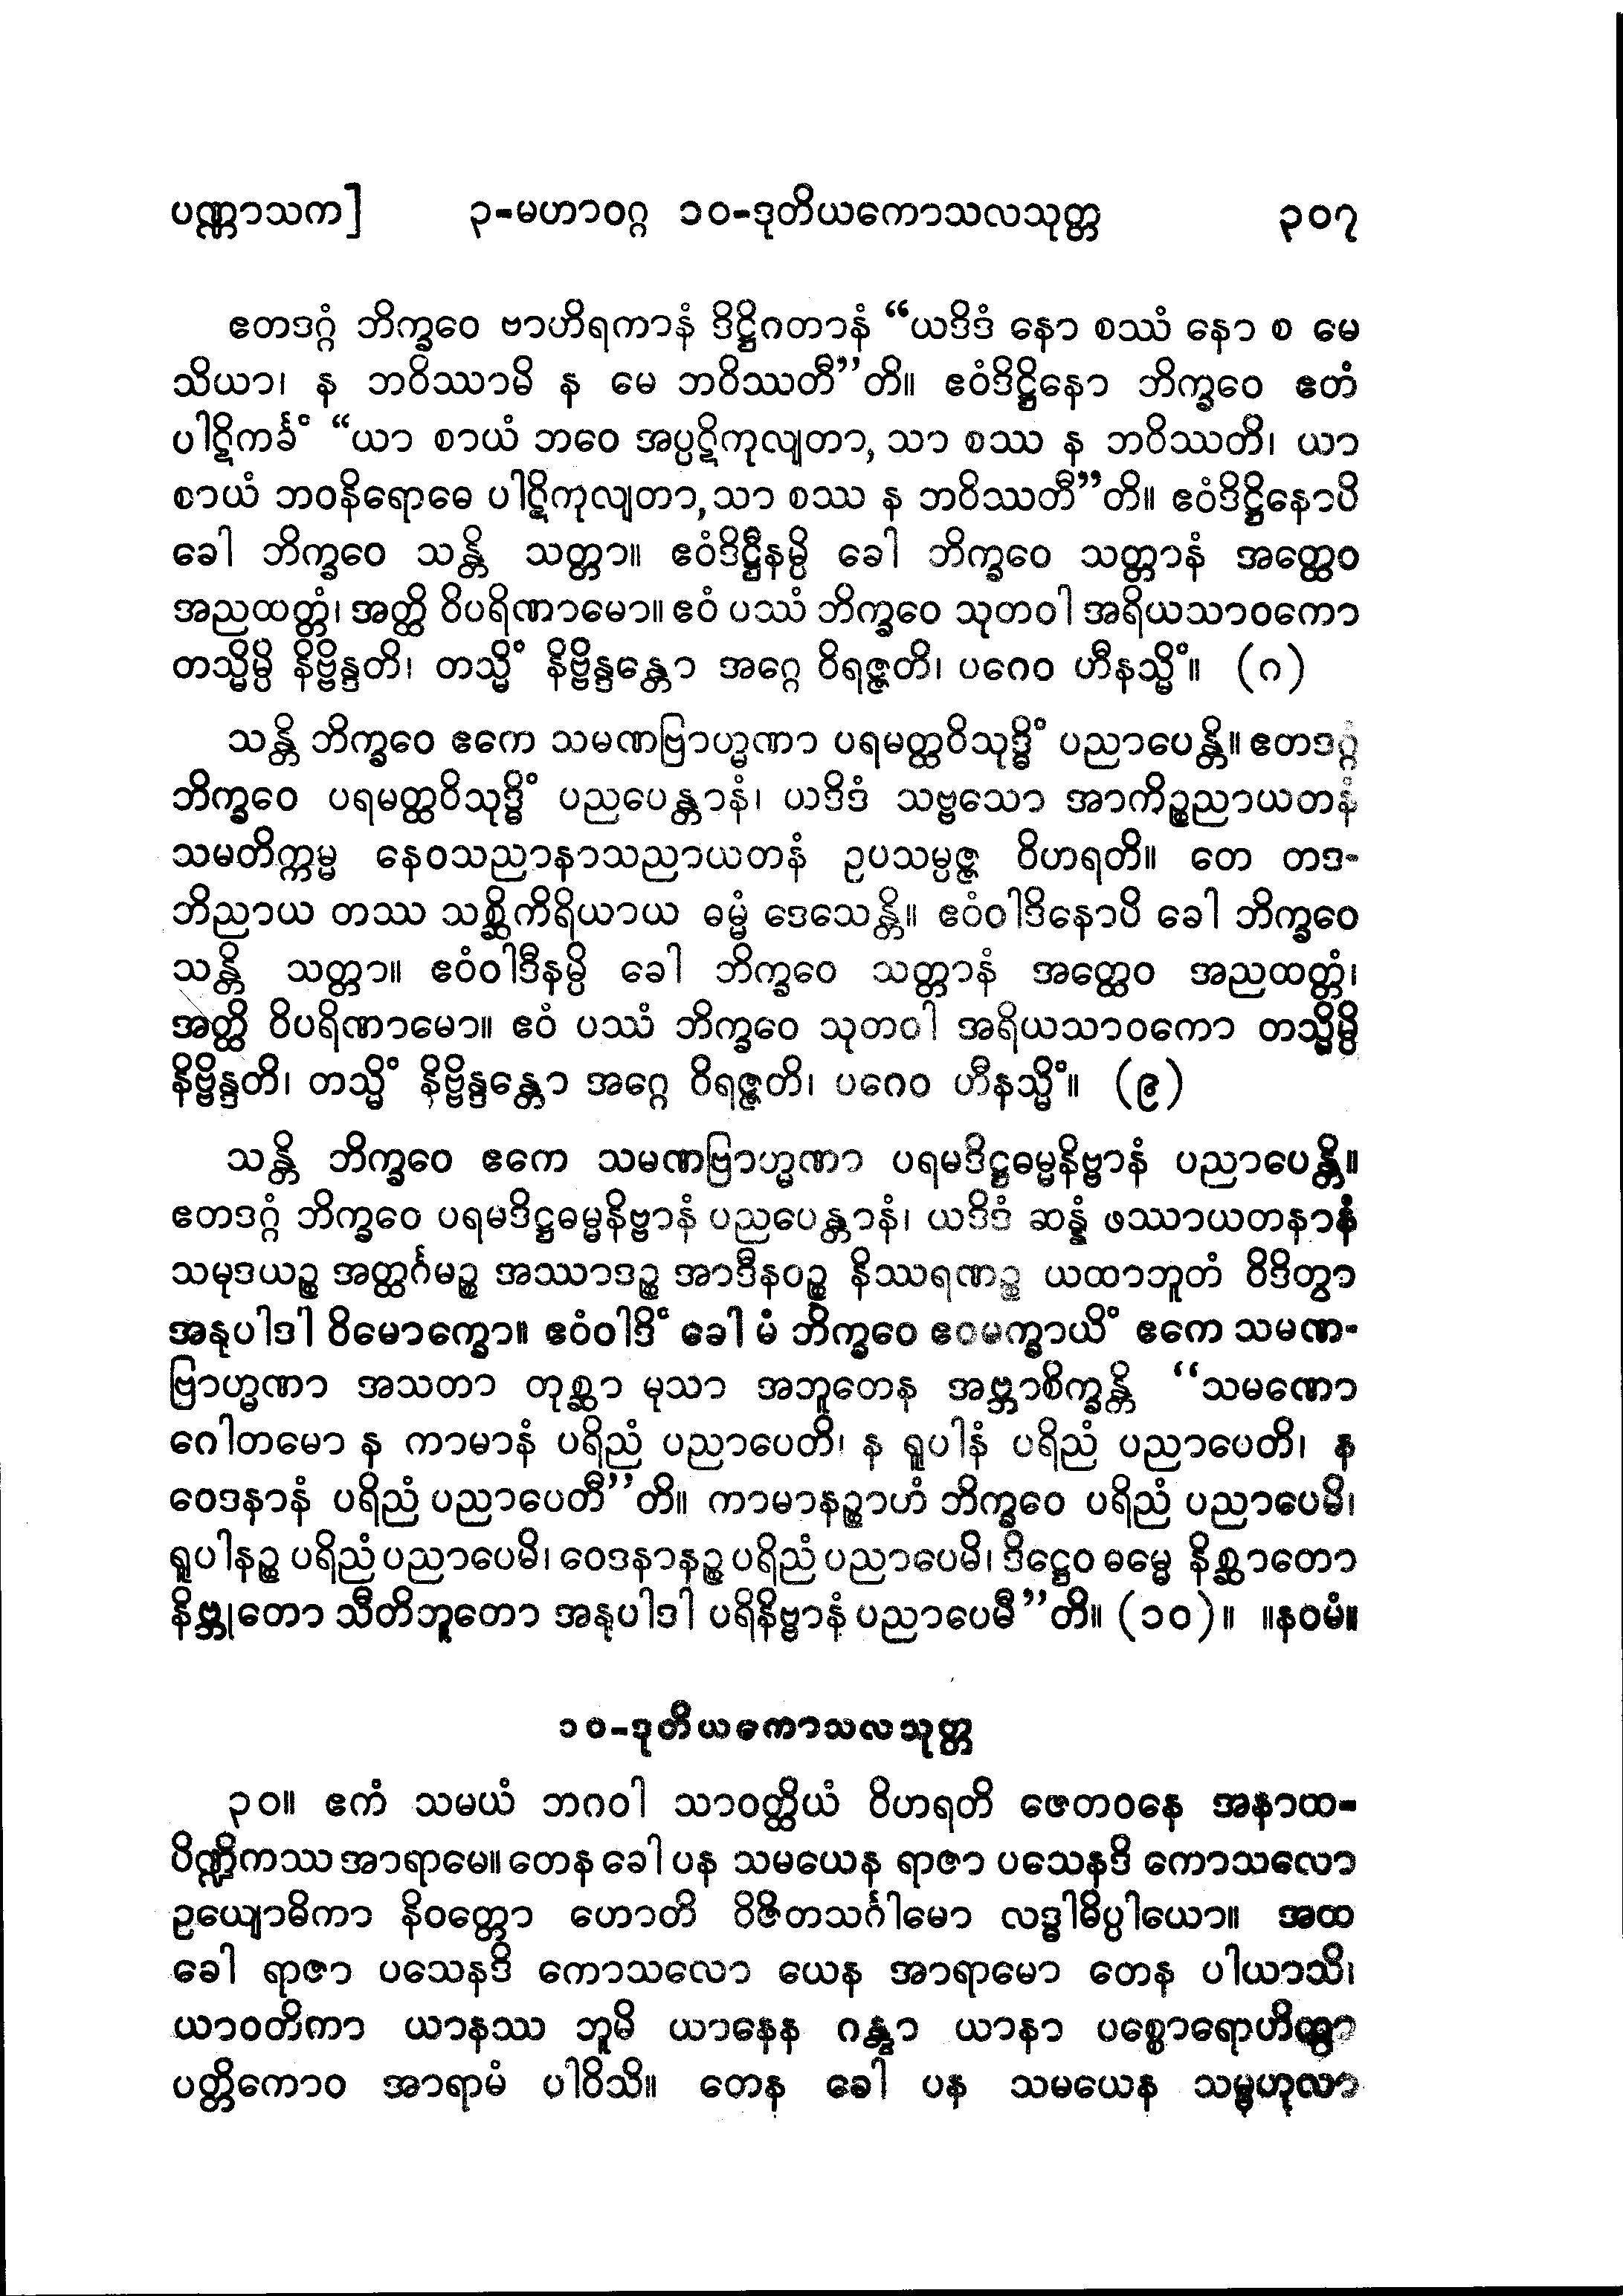 ပဏ္ဏာသက] ၃-မဟာဝဂ္ဂ ၁၀-ဒုတိယကောသလသုတ္တ ၃၀၇
ဧတဒဂ္ဂံ ဘိက္ခဝေ ဗာဟိရကာနံ ဒိဋ္ဌိဂတာနံ “ယဒိဒံ နော စဿံ နော စ မေ
သိယာ၊ န ဘဝိဿာမိ န မေ ဘဝိဿတီ”တိ။ ဧဝံဒိဋ္ဌိနော ဘိက္ခဝေ ဧတံ
ပါဋိကင်္ခံ “ယာ စာယံ ဘဝေ အပ္ပဋိကုလျတာ, သာ စဿ န ဘဝိဿတိ၊ ယာ
စာယံ ဘဝနိရောဓေ ပါဋိကုလျတာ,သာ စဿ န ဘဝိဿတီ”တိ။ ဧဝံဒိဋ္ဌိနောပိ
ခေါ ဘိက္ခဝေ သန္တိ သတ္တာ။ ဧဝံဒိဋ္ဌီနမ္ပိ ခေါ ဘိက္ခဝေ သတ္တာနံ အတ္ထေဝ
အညထတ္တံ၊ အတ္ထိ ဝိပရိဏာမော။ ဧဝံ ပဿံ ဘိက္ခဝေ သုတဝါ အရိယသာဝကော
တသ္မိမ္ပိ နိဗ္ဗိန္ဒတိ၊ တသ္မိံ နိဗ္ဗိန္ဒန္တော အဂ္ဂေ ဝိရဇ္ဇတိ၊ ပဂေဝ ဟီနသ္မိံ။ (ဂ)
သန္တိ ဘိက္ခဝေ ဧကေ သမဏဗြာဟ္မဏာ ပရမတ္ထဝိသုဒ္ဓိံ ပညာပေန္တိ။ ဧတဒဂ္ဂံ
ဘိက္ခဝေ ပရမတ္ထဝိသုဒ္ဓိံ ပညပေန္တာနံ၊ ယဒိဒံ သဗ္ဗသော အာကိဉ္စညာယတနံ
သမတိက္ကမ္မ နေဝသညာနာသညာယတနံ ဥပသမ္ပဇ္ဇ ဝိဟရတိ။ တေ တဒ-
ဘိညာယ တဿ သစ္ဆိကိရိယာယ ဓမ္မံ ဒေသေန္တိ။ ဧဝံဝါဒိနောပိ ခေါ ဘိက္ခဝေ
သန္တိ သတ္တာ။ ဧဝံဝါဒီနမ္ပိ ခေါ ဘိက္ခဝေ သတ္တာနံ အတ္ထေဝ အညထတ္တံ၊
အတ္ထိ ဝိပရိဏာမော။ ဧဝံ ပဿံ ဘိက္ခဝေ သုတဝါ အရိယသာဝကော တသ္မိမ္ပိ
နိဗ္ဗိန္ဒတိ၊ တသ္မိံ နိဗ္ဗိန္ဒန္တော အဂ္ဂေ ဝိရဇ္ဇတိ၊ ပဂေဝ ဟီနသ္မိံ။ (၉)
သန္တိ ဘိက္ခဝေ ဧကေ သမဏဗြာဟ္မဏာ ပရမဒိဋ္ဌဓမ္မနိဗ္ဗာနံ ပညာပေန္တိ။
ဧတဒဂ္ဂံ ဘိက္ခဝေ ပရမဒိဋ္ဌဓမ္မနိဗ္ဗာနံ ပညပေန္တာနံ၊ ယဒိဒံ ဆန္နံ ဖဿာယတနာနံ
သမုဒယဉ္စ အတ္ထင်္ဂမဉ္စ အဿာဒဉ္စ အာဒီနဝဉ္စ နိဿရဏဉ္စ ယထာဘူတံ ဝိဒိတွာ
အနုပါဒါ ဝိမောက္ခော။ ဧဝံဝါဒိံ ခေါ မံ ဘိက္ခဝေ ဧဝမက္ခာယိံ ဧကေ သမဏ-
ဗြာဟ္မဏာ အသတာ တုစ္ဆာ မုသာ အဘူတေန အဗ္ဘာစိက္ခန္တိ “သမဏော
ဂေါတမော န ကာမာနံ ပရိညံ ပညာပေတိ၊ န ရူပါနံ ပရိညံ ပညာပေတိ၊ န
ဝေဒနာနံ ပရိညံ ပညာပေတီ”တိ။ ကာမာနဉ္စာဟံ ဘိက္ခဝေ ပရိညံ ပညာပေမိ၊
ရူပါနဉ္စ ပရိညံ ပညာပေမိ၊ ဝေဒနာနဉ္စ ပရိညံ ပညာပေမိ၊ ဒိဋ္ဌေဝ ဓမ္မေ နိစ္ဆာတော
နိဗ္ဗုတော သီတိဘူတော အနုပါဒါ ပရိနိဗ္ဗာနံ ပညာပေမီ”တိ။ (၁၀)။ ။နဝမံ။
၁၀-ဒုတိယကောသလသုတ္တ
၃၀။ ဧကံ သမယံ ဘဂဝါ သာဝတ္ထိယံ ဝိဟရတိ ဇေတဝနေ အနာထ-
ပိဏ္ဍိကဿ အာရာမေ။ တေန ခေါ ပန သမယေန ရာဇာ ပသေနဒိ ကောသလော
ဥယျောဓိကာ နိဝတ္တော ဟောတိ ဝိဇိတသင်္ဂါမော လဒ္ဓါဓိပ္ပါယော။ အထ
ခေါ ရာဇာ ပသေနဒိ ကောသလော ယေန အာရာမော တေန ပါယာသိ၊
ယာဝတိကာ ယာနဿ ဘူမိ ယာနေန ဂန္တွာ ယာနာ ပစ္စောရောဟိတွာ
ပတ္တိကောဝ အာရာမံ ပါဝိသိ။ တေန ခေါ ပန သမယေန သမ္ဗဟုလာ